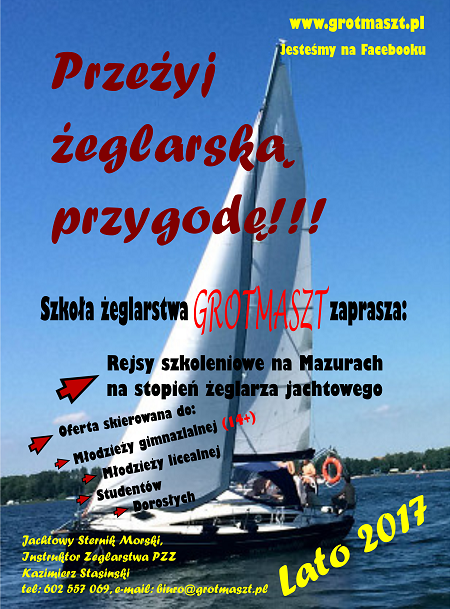 www.grotmaszt.pl
Jesteśmy na Facebooku
Przeżyj
żeglarską
przygodę!!!
Szkoła żeglarstwa GROTMASZT zaprasza:
Rejsy szkoleniowe na Mazurach
na stopień żeglarza jachtowego
Oferta skierowana do:
Młodzieży gimnazjalnej (14+)
Młodzieży licealnej
Studentów
Dorosłych
Lato 2017
Jachtowy Sternik Morski,
Instruktor Żeglarstwa PZŻ
Kazimierz Stasinski
tel: 602 557 069, e-mail: biuro@grotmaszt.pl